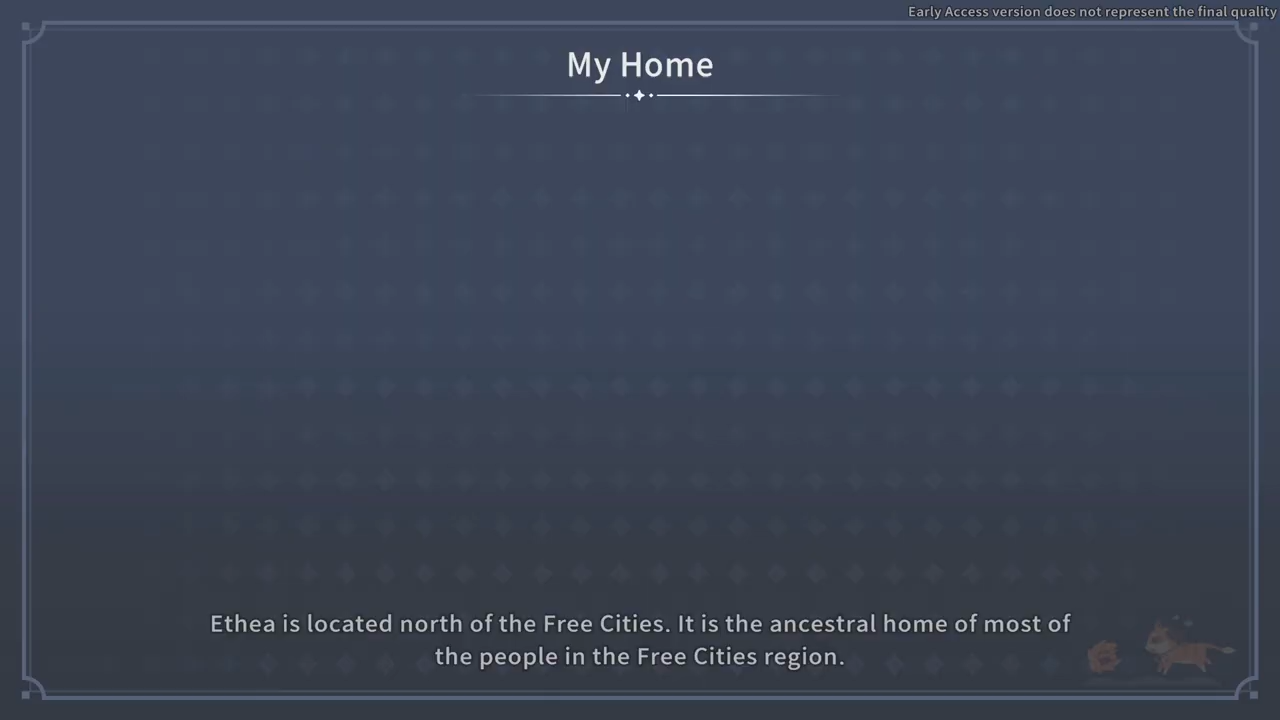 Early Access version does not represent the final quality
My Home
Ethea is located north of the Free Cities. It is the ancestral home of most of
the people in the Free Cities region.